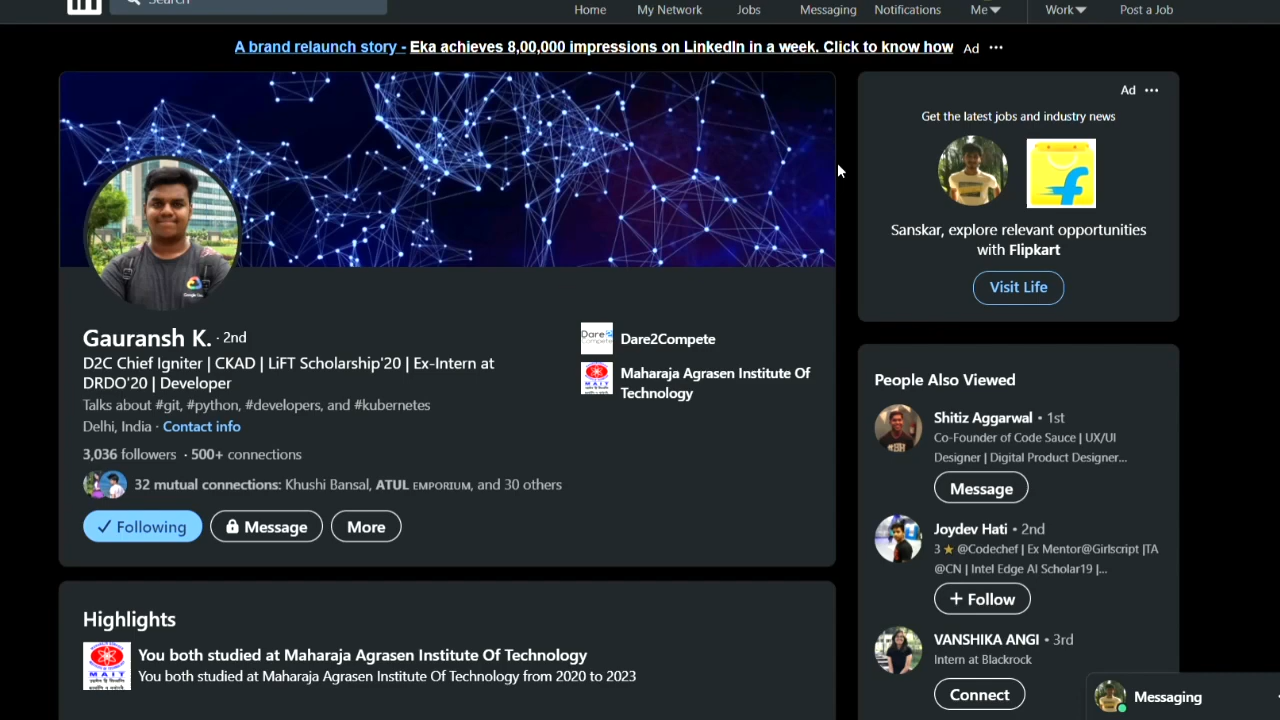 Search
Home
My Network
Jobs
Messaging
Notifications
Me
Work
Post a Job
A brand relaunch story - Eka achieves 8,00,000 impressions on LinkedIn in a week. Click to know how Ad ···
Gauransh K. · 2nd
D2C Chief Igniter | CKAD | LiFT Scholarship'20 | Ex-Intern at
DRDO'20 | Developer
Talks about #git, #python, #developers, and #kubernetes
Delhi, India · Contact info
3,036 followers · 500+ connections
32 mutual connections: Khushi Bansal, ATUL EMPORIUM, and 30 others
✓ Following
Message
More
Dare2Compete
Maharaja Agrasen Institute Of
Technology
Highlights
MAIT
You both studied at Maharaja Agrasen Institute Of Technology
You both studied at Maharaja Agrasen Institute Of Technology from 2020 to 2023
Ad ···
Get the latest jobs and industry news
Sanskar, explore relevant opportunities
with Flipkart
Visit Life
People Also Viewed
Shitiz Aggarwal • 1st
Co-Founder of Code Sauce | UX/UI
Designer | Digital Product Designer...
Message
Joydev Hati • 2nd
3 ★ @Codechef | Ex Mentor@Girlscript |TA
@CN | Intel Edge AI Scholar19 |...
+ Follow
VANSHIKA ANGI • 3rd
Intern at Blackrock
Connect
Messaging